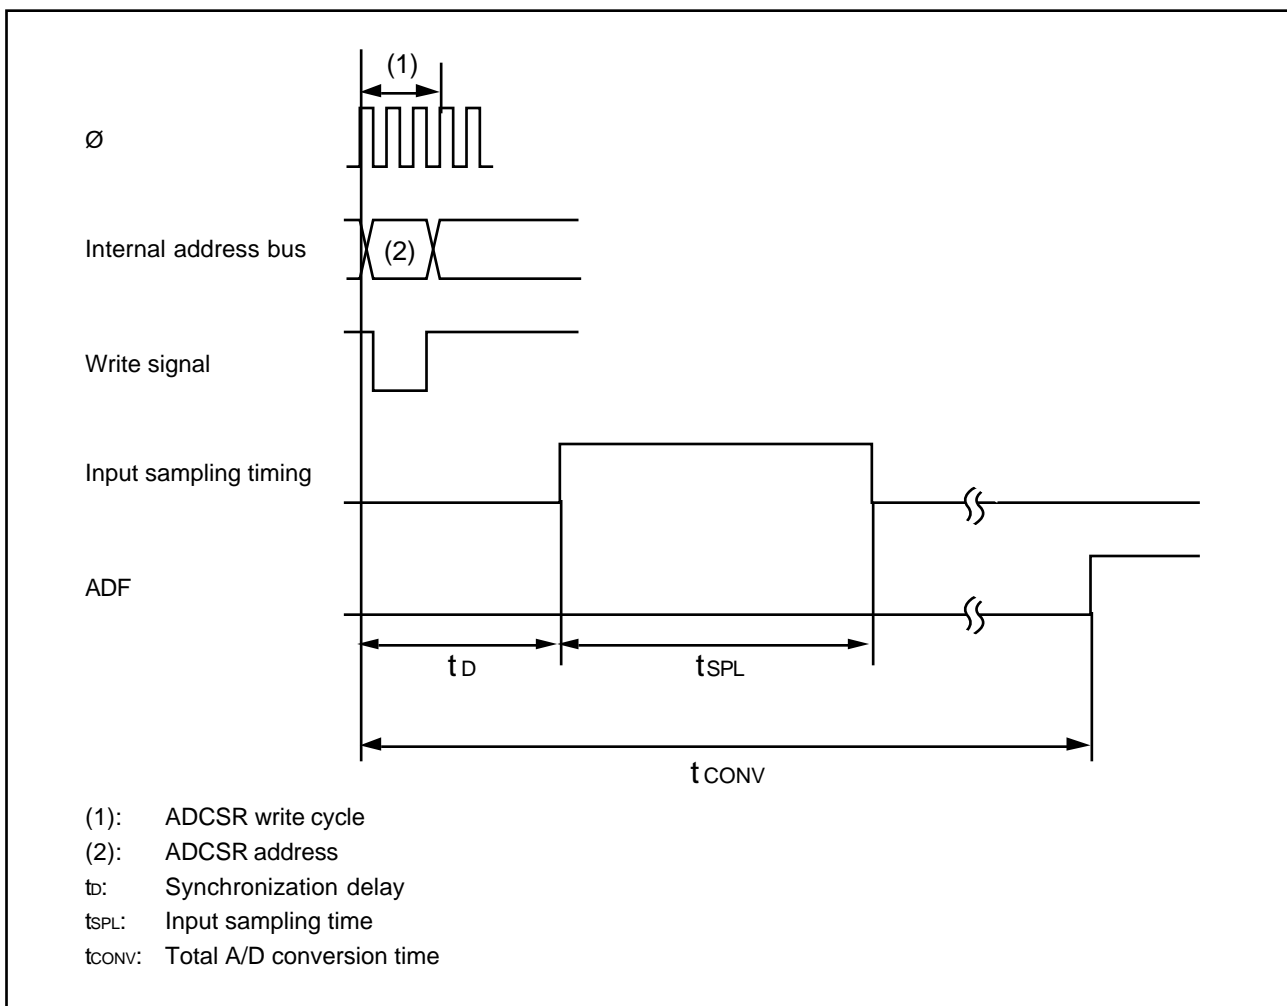 (1)
Ø
Internal address bus
(2)
Write signal
Input sampling timing
ADF
tD
tSPL
tCONV
(1): ADCSR write cycle
(2): ADCSR address
tD: Synchronization delay
tSPL: Input sampling time
tCONV: Total A/D conversion time